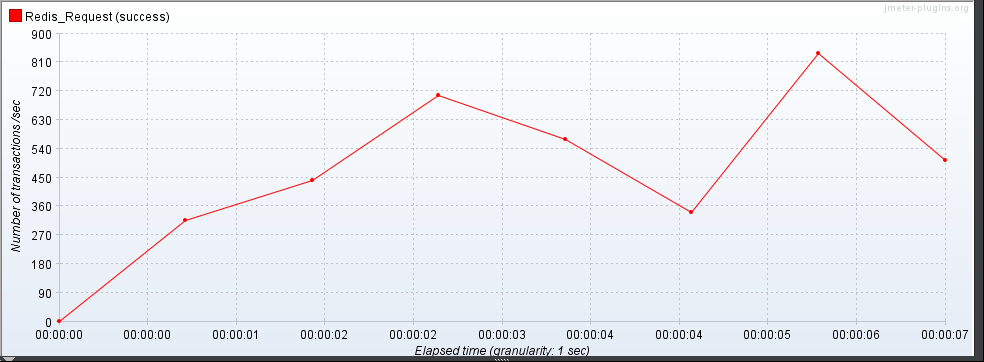 jmeter-plugins.org
Redis_Request (success)
900
810
720
630
540
450
360
270
180
90
0
Number of transactions /sec
00:00:00 00:00:00 00:00:01 00:00:02 00:00:02 00:00:03 00:00:04 00:00:04 00:00:05 00:00:06 00:00:07
Elapsed time (granularity: 1 sec)